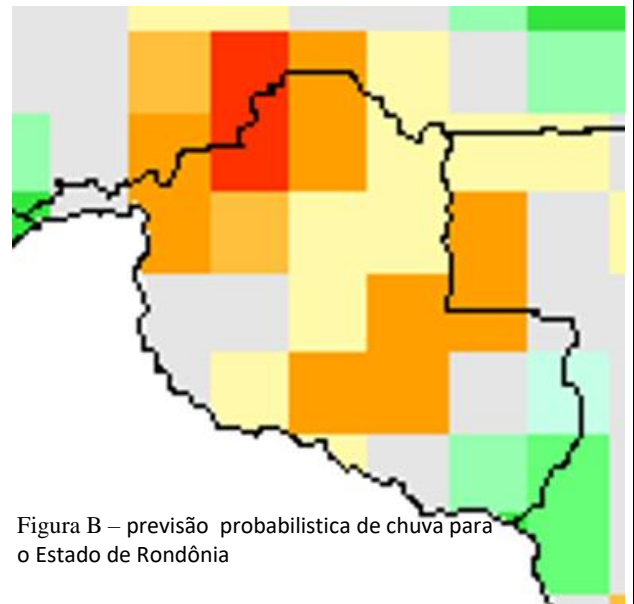 Figura B – previsão probabilistica de chuva para
o Estado de Rondônia